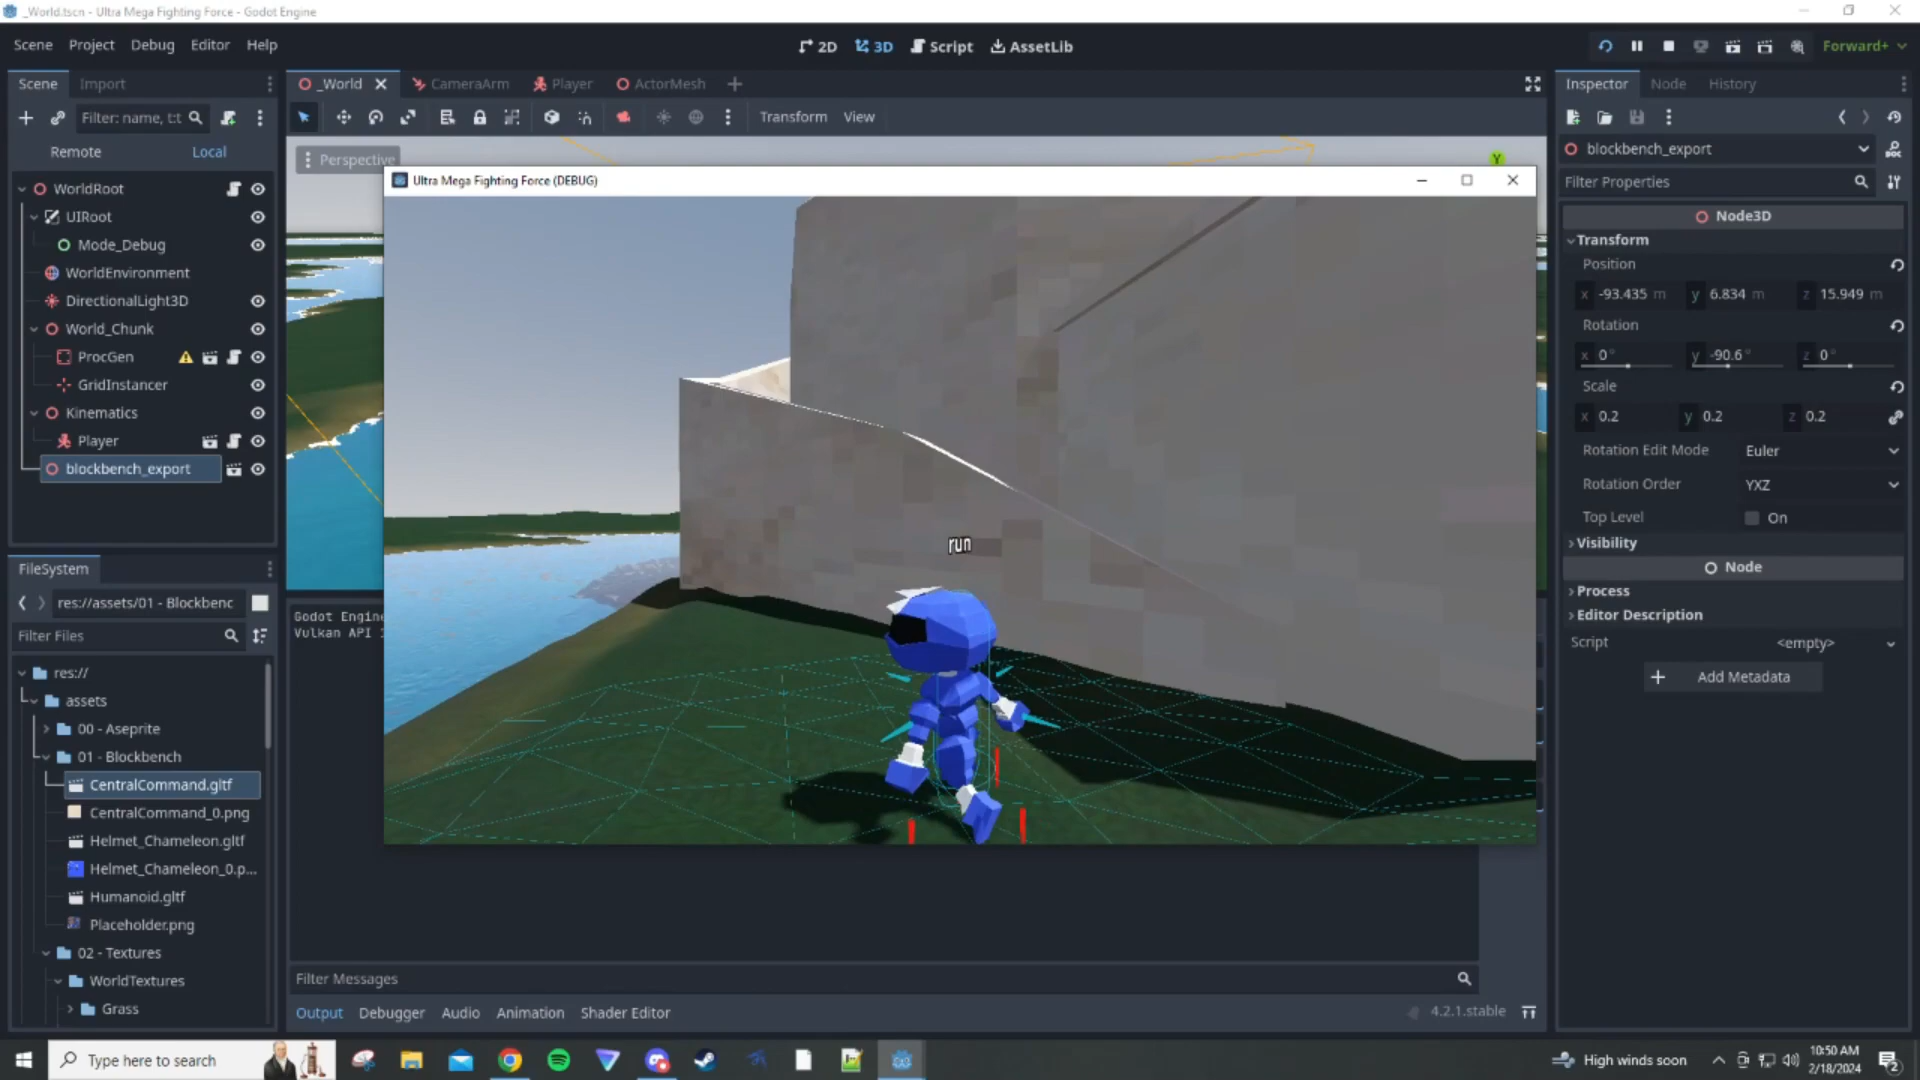 _World.tscn - Ultra Mega Fighting Force - Godot Engine
Scene Project Debug Editor Help
2D 3D Script AssetLib
Forward+
Scene Import
_World CameraArm Player ActorMesh
Inspector Node History
Filter: name, t:t
Transform View
Remote Local
Perspective
Y
blockbench_export
Ultra Mega Fighting Force (DEBUG)
Filter Properties
WorldRoot
UIRoot
Mode_Debug
WorldEnvironment
DirectionalLight3D
World_Chunk
ProcGen
GridInstancer
Kinematics
Player
blockbench_export
Node3D
Transform
Position
x -93.435 m y 6.834 m z 15.949 m
Rotation
x 0° y -90.6° z 0°
Scale
x 0.2 y 0.2 z 0.2
Rotation Edit Mode Euler
Rotation Order YXZ
Top Level On
Visibility
Node
Process
Editor Description
Script <empty>
Add Metadata
run
FileSystem
res://assets/01 - Blockbenc
Filter Files
res://
assets
00 - Aseprite
01 - Blockbench
CentralCommand.gltf
CentralCommand_0.png
Helmet_Chameleon.gltf
Helmet_Chameleon_0.p...
Humanoid.gltf
Placeholder.png
02 - Textures
WorldTextures
Grass
Godot Engine
Vulkan API
Filter Messages
Output Debugger Audio Animation Shader Editor
4.2.1.stable
Type here to search
High winds soon
10:50 AM
2/18/2024
2